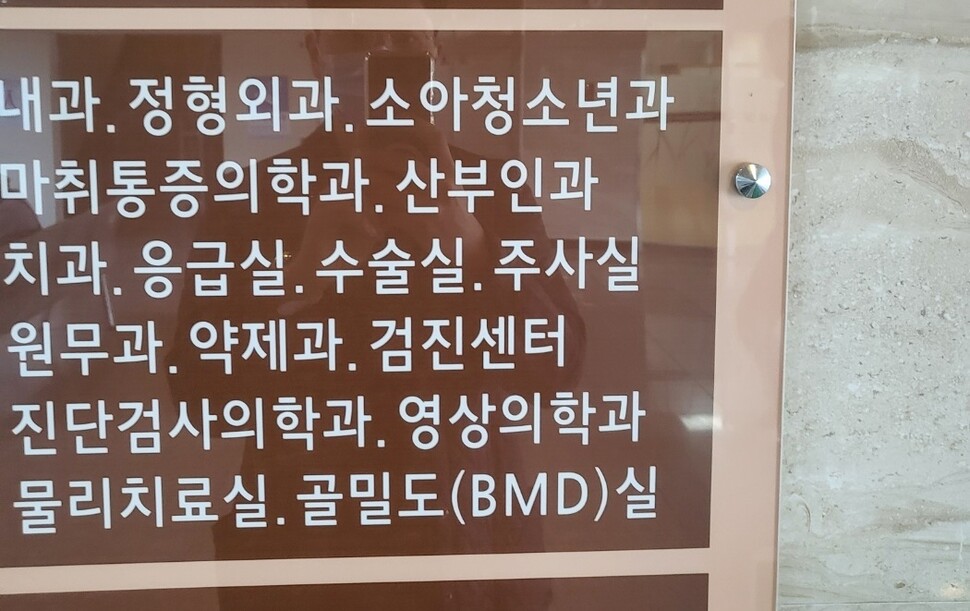 내과. 정형외과. 소아청소년과
마취통증의학과. 산부인과
치과. 응급실. 수술실. 주사실
원무과. 약제과. 검진센터
진단검사의학과. 영상의학과
물리치료실. 골밀도(BMD)실